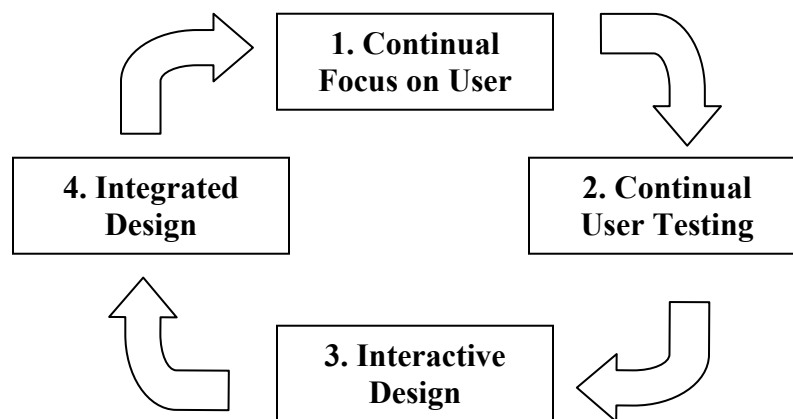 1. Continual
Focus on User
2. Continual
User Testing
3. Interactive
Design
4. Integrated
Design